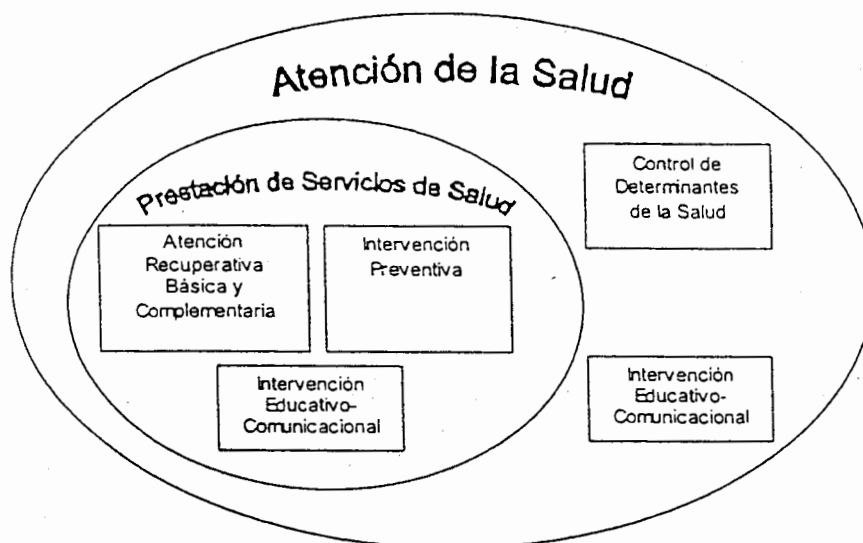 Atención de la Salud
Prestación de Servicios de Salud
Atención
Recuperativa
Básica y
Complementaria
Intervención
Preventiva
Intervención
Educativo-
Comunicacional
Control de
Determinantes
de la Salud
Intervención
Educativo-
Comunicacional